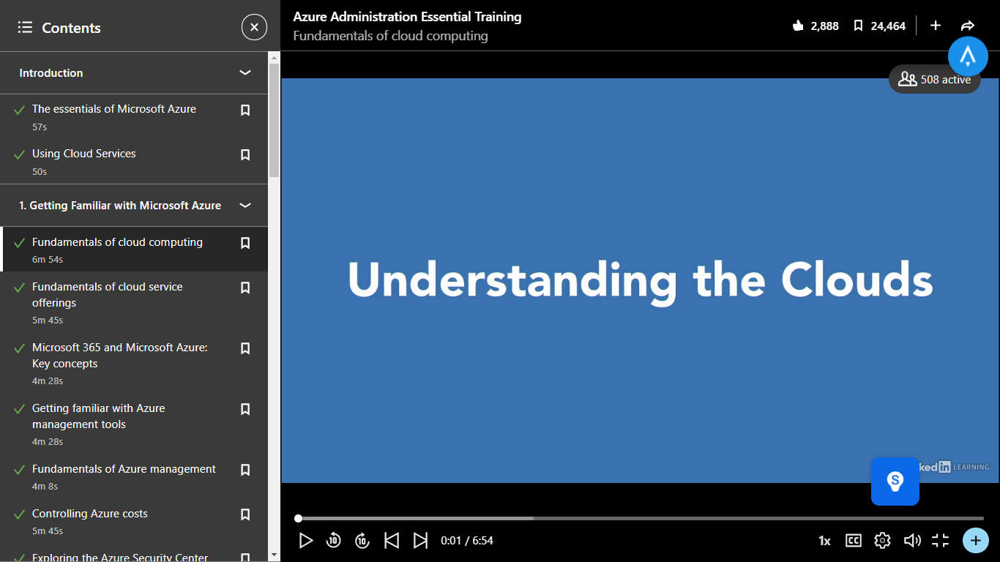 Contents
Introduction
The essentials of Microsoft Azure
57s
Using Cloud Services
50s
1. Getting Familiar with Microsoft Azure
Fundamentals of cloud computing
6m 54s
Fundamentals of cloud service
offerings
5m 45s
Microsoft 365 and Microsoft Azure:
Key concepts
4m 28s
Getting familiar with Azure
management tools
4m 28s
Fundamentals of Azure management
4m 8s
Controlling Azure costs
5m 45s
Exploring the Azure Security Center
Azure Administration Essential Training
Fundamentals of cloud computing
2,888 24,464
508 active
Understanding the Clouds
S
ked in LEARNING
10 10 0:01 / 6:54 1x CC